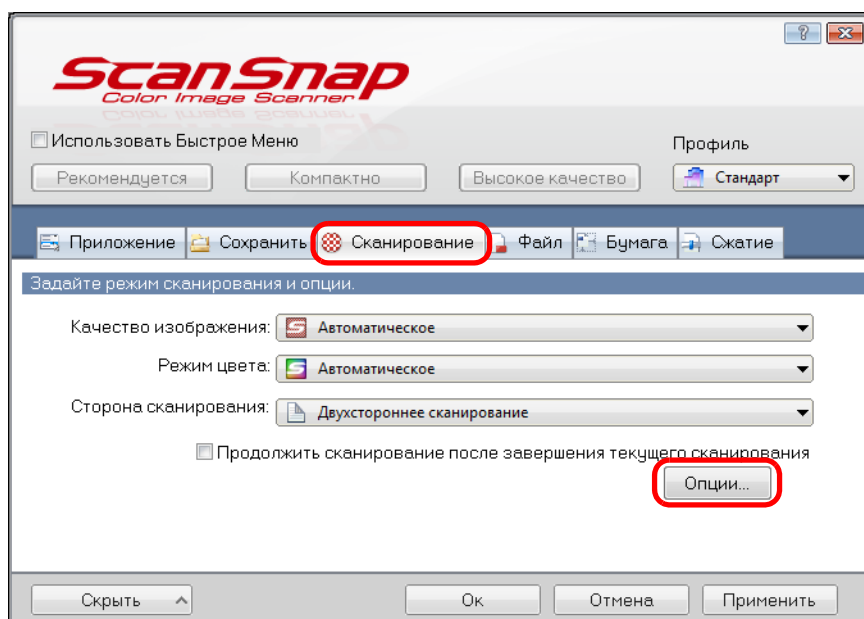 ScanSnap
Color Image Scanner
Использовать Быстрое Меню
Профиль
Рекомендуется Компактно Высокое качество Стандарт
Приложение Сохранить Сканирование Файл Бумага Сжатие
Задайте режим сканирования и опции.
Качество изображения: Автоматическое
Режим цвета: Автоматическое
Сторона сканирования: Двухстороннее сканирование
Продолжить сканирование после завершения текущего сканирования
Опции...
Скрыть Ок Отмена Применить